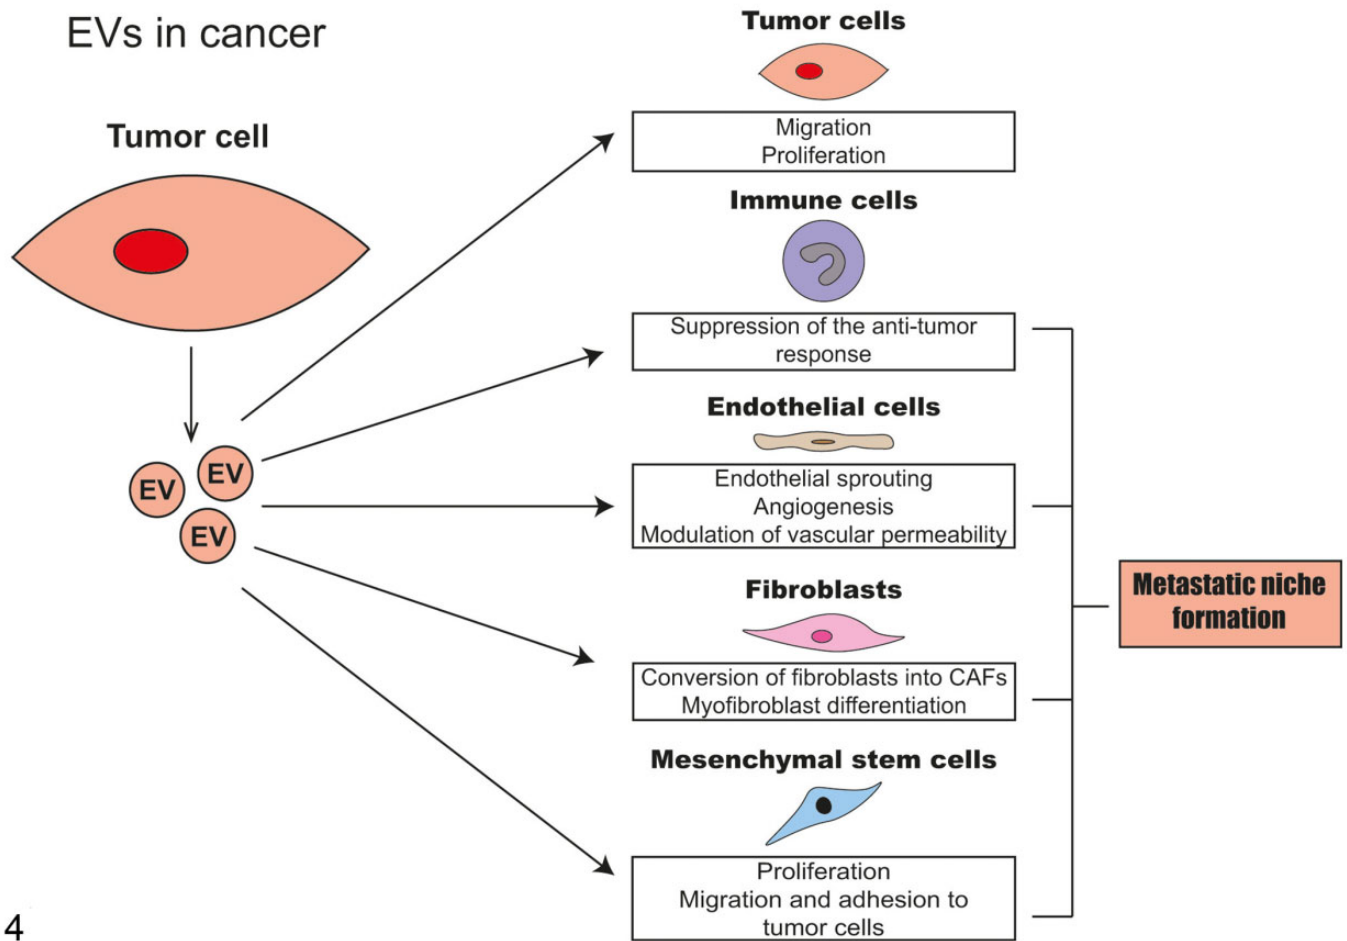 EVs in cancer
Tumor cell
EV
EV
EV
Tumor cells
Migration
Proliferation
Immune cells
Suppression of the anti-tumor
response
Endothelial cells
Endothelial sprouting
Angiogenesis
Modulation of vascular permeability
Fibroblasts
Conversion of fibroblasts into CAFs
Myofibroblast differentiation
Mesenchymal stem cells
Proliferation
Migration and adhesion to
tumor cells
Metastatic niche
formation
4